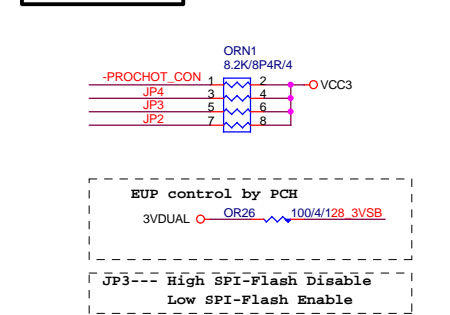 ORN1
8.2K/8P4R/4
-PROCHOT_CON 1 2 VCC3
JP4 3 4
JP3 5 6
JP2 7 8
EUP control by PCH
3VDUAL OR26 100/4/128_3VSB
JP3--- High SPI-Flash Disable
Low SPI-Flash Enable